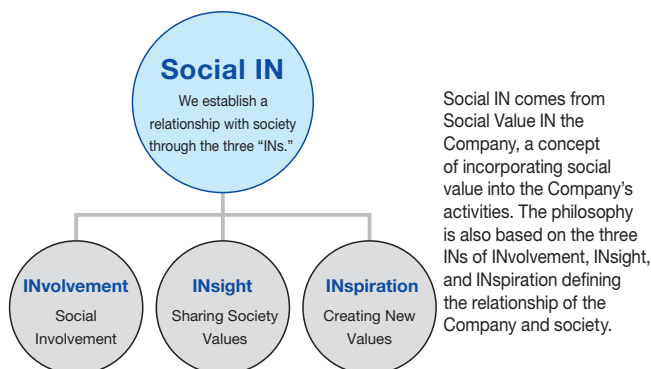 Social IN
We establish a
relationship with society
through the three “INs.”
INvolvement
Social
Involvement
INsight
Sharing Society
Values
INspiration
Creating New
Values
Social IN comes from
Social Value IN the
Company, a concept
of incorporating social
value into the Company’s
activities. The philosophy
is also based on the three
INs of INvolvement, INsight,
and INspiration defining
the relationship of the
Company and society.